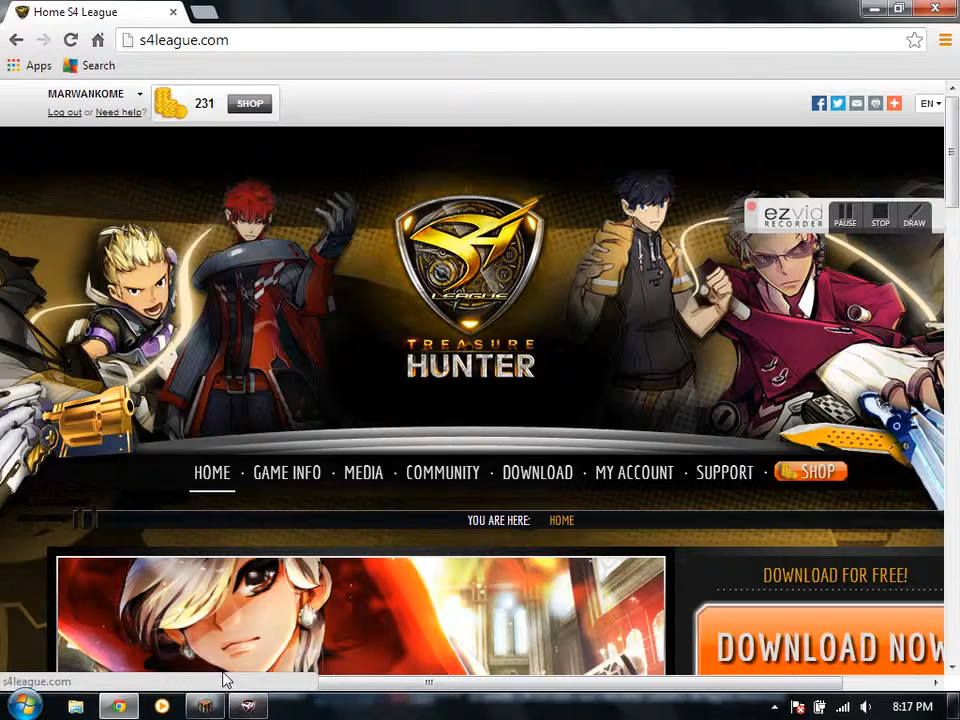 Home S4 League
s4league.com
Apps
Search
MARWANKOME
Log out or Need help?
231
SHOP
EN
ezvid
RECORDER
PAUSE
STOP
DRAW
S4
LEAGUE
TREASURE
HUNTER
HOME · GAME INFO · MEDIA · COMMUNITY · DOWNLOAD · MY ACCOUNT · SUPPORT · SHOP
YOU ARE HERE: HOME
DOWNLOAD FOR FREE!
DOWNLOAD NOW
s4league.com
8:17 PM